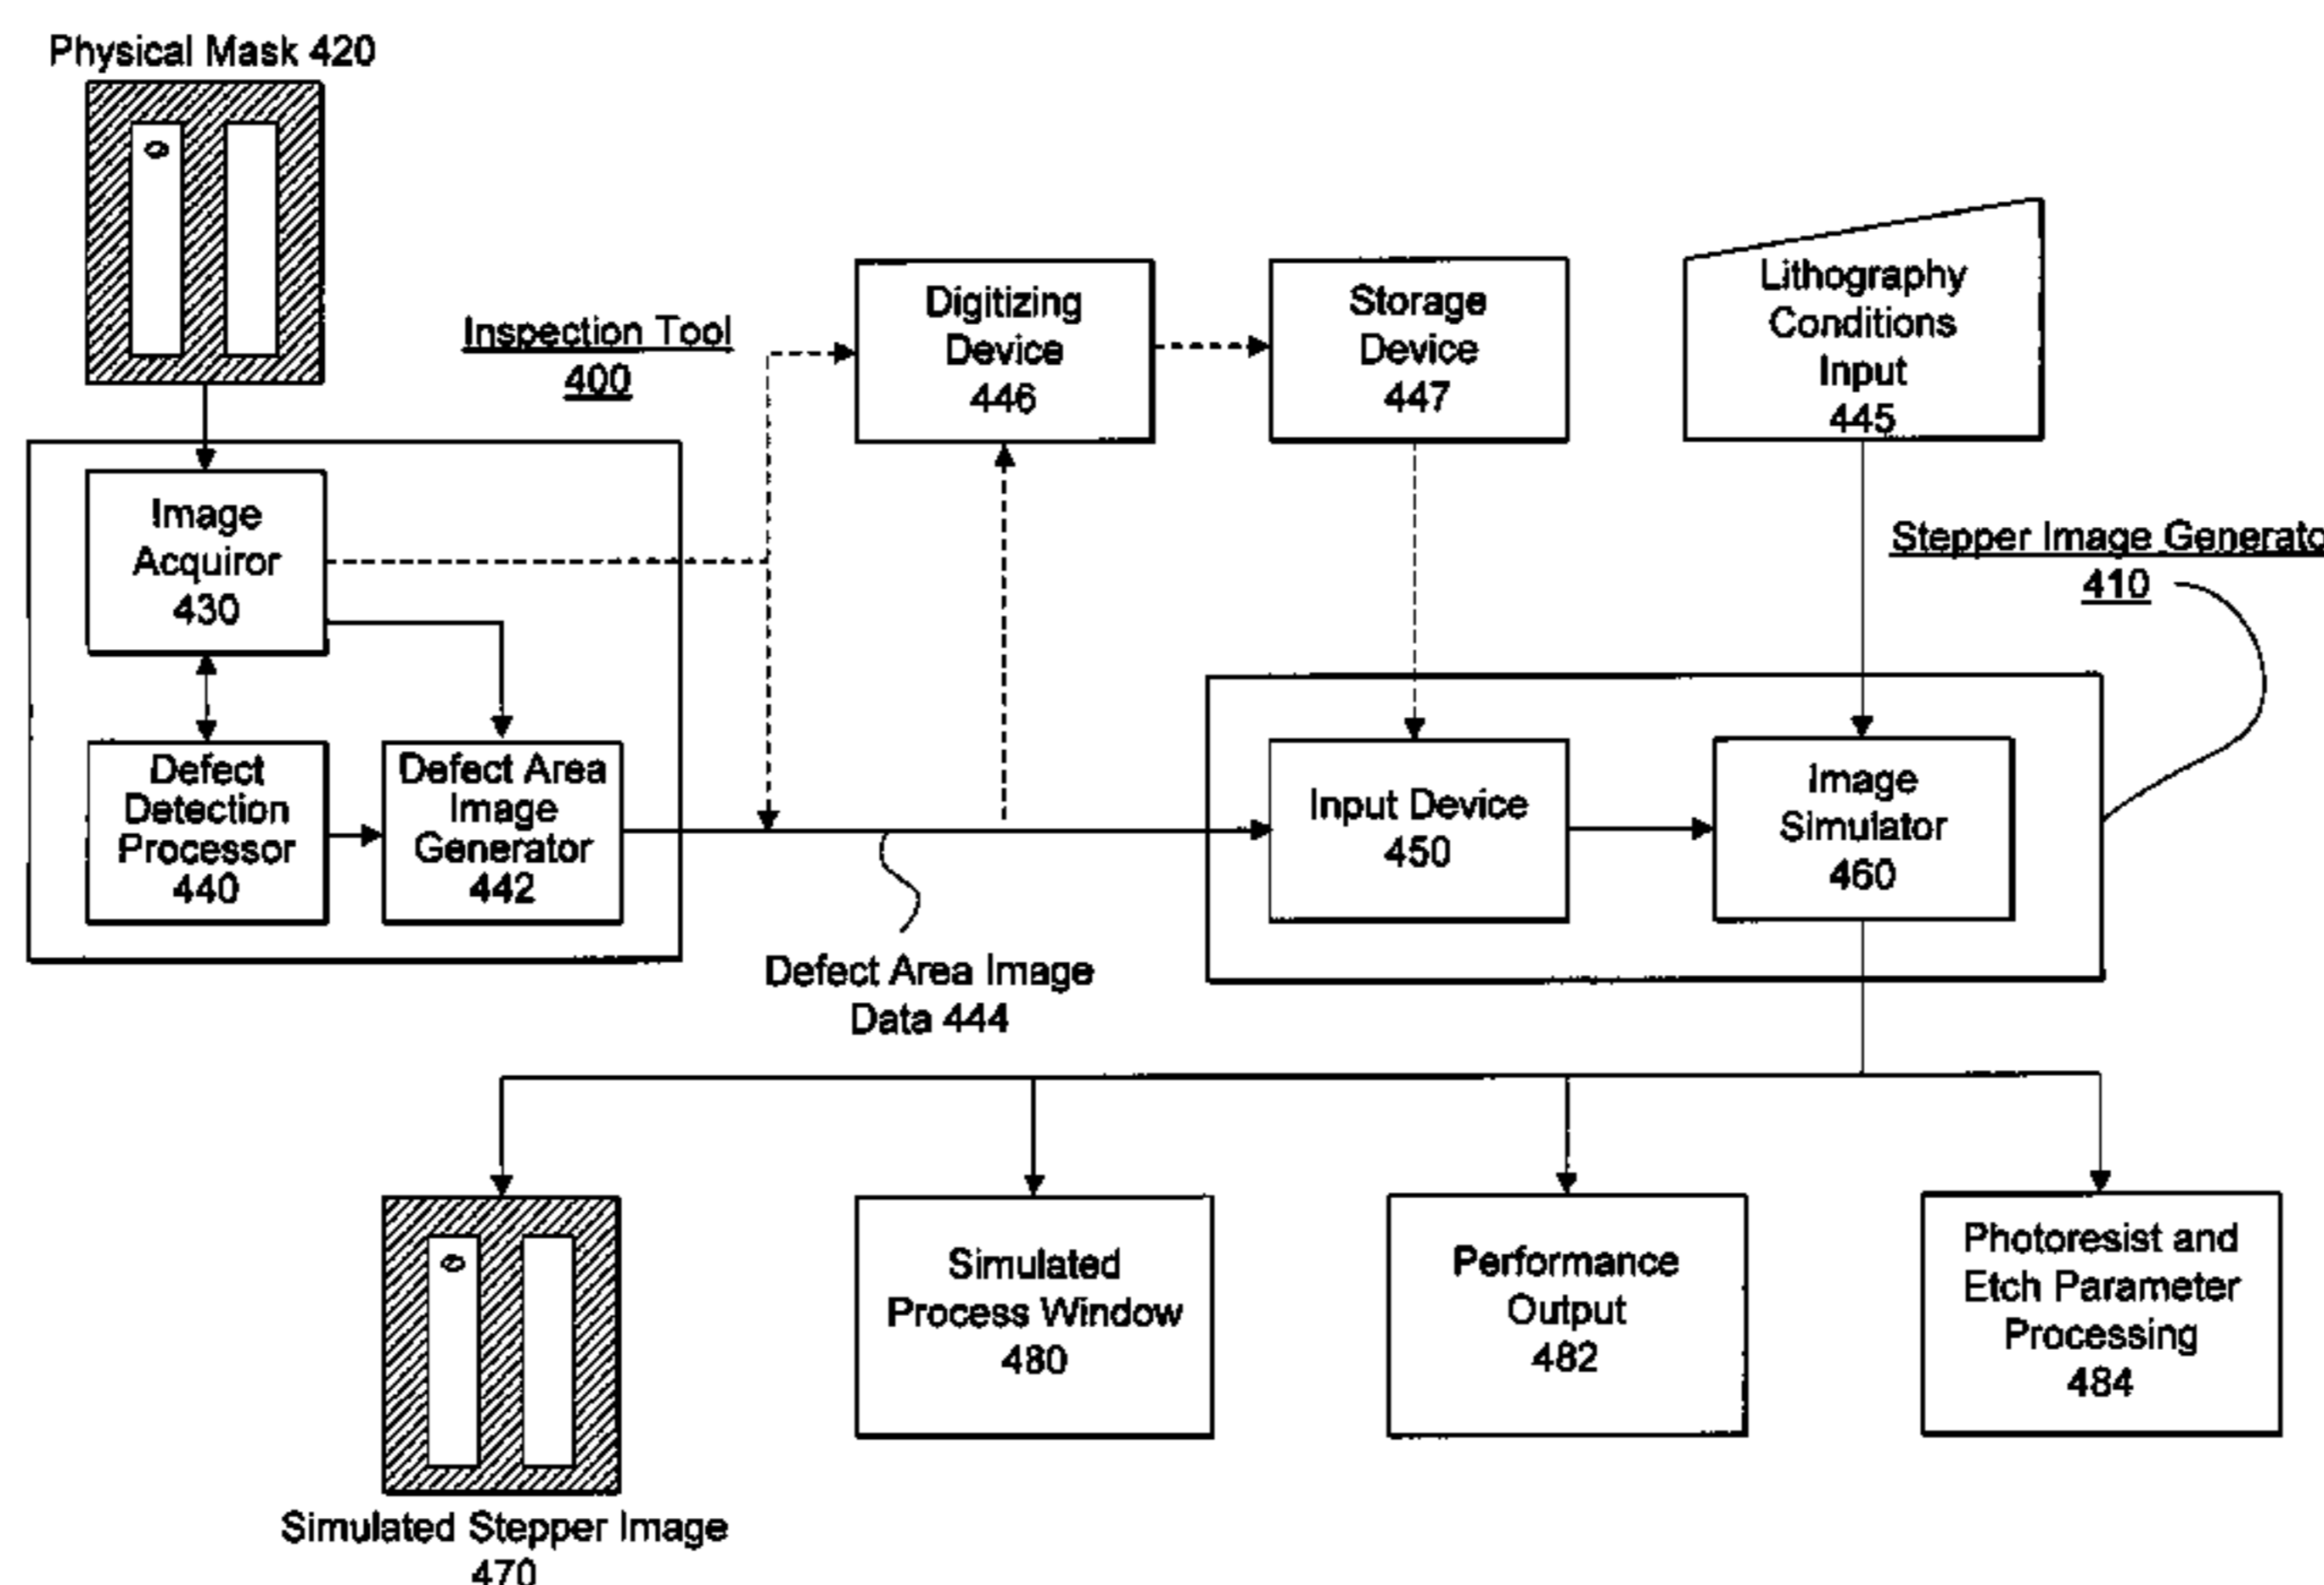 Physical Mask 420
Inspection Tool
400
Digitizing
Device
446
Storage
Device
447
Lithography
Conditions
Input
445
Image
Acquiror
430
Stepper Image Generato
410
Defect
Detection
Processor
440
Defect Area
Image
Generator
442
Input Device
450
Image
Simulator
460
Defect Area Image
Data 444
Simulated
Process Window
480
Performance
Output
482
Photoresist and
Etch Parameter
Processing
484
Simulated Stepper Image
470